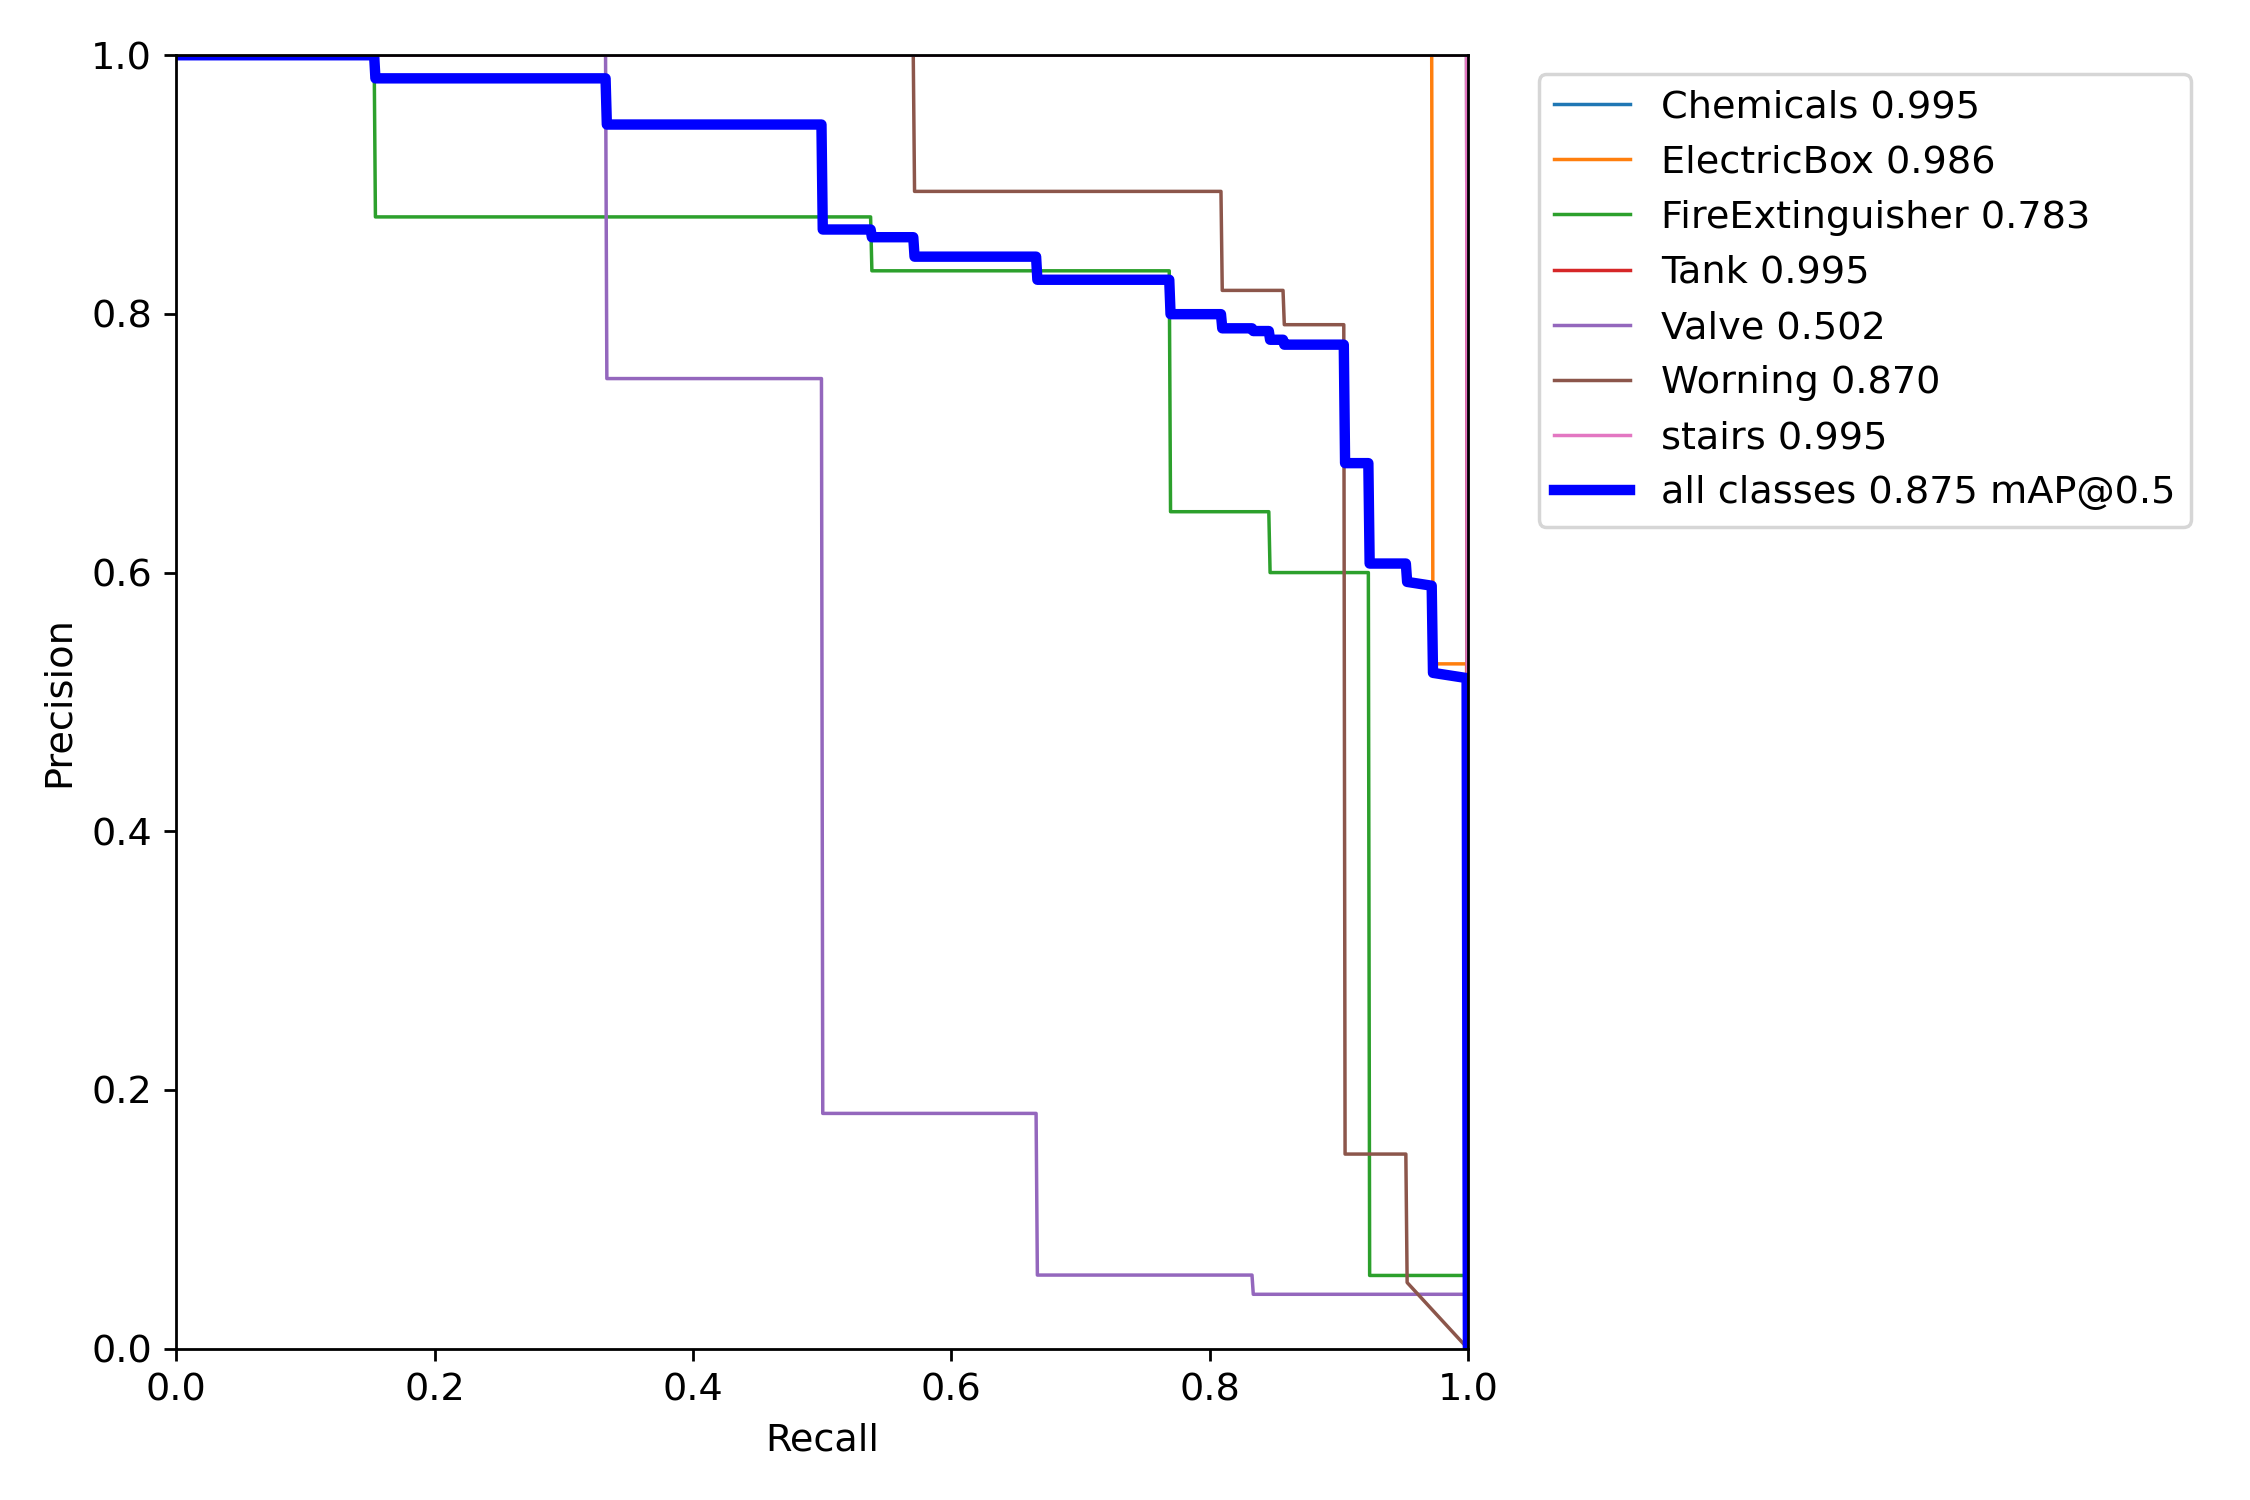 1.0
0.8
0.6
0.4
0.2
0.0
0.0 0.2 0.4 0.6 0.8 1.0
Precision
Recall
Chemicals 0.995
ElectricBox 0.986
FireExtinguisher 0.783
Tank 0.995
Valve 0.502
Worning 0.870
stairs 0.995
all classes 0.875 mAP@0.5